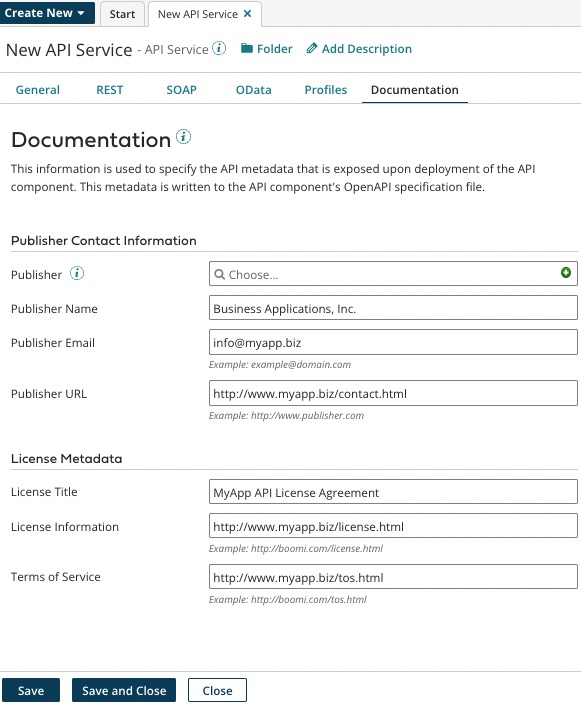 Create New
Start
New API Service
New API Service - API Service Folder Add Description
General REST SOAP OData Profiles Documentation
Documentation
This information is used to specify the API metadata that is exposed upon deployment of the API
component. This metadata is written to the API component's OpenAPI specification file.
Publisher Contact Information
Publisher Choose...
Publisher Name Business Applications, Inc.
Publisher Email info@myapp.biz
Example: example@domain.com
Publisher URL http://www.myapp.biz/contact.html
Example: http://www.publisher.com
License Metadata
License Title MyApp API License Agreement
License Information http://www.myapp.biz/license.html
Example: http://boomi.com/license.html
Terms of Service http://www.myapp.biz/tos.html
Example: http://boomi.com/tos.html
Save Save and Close Close